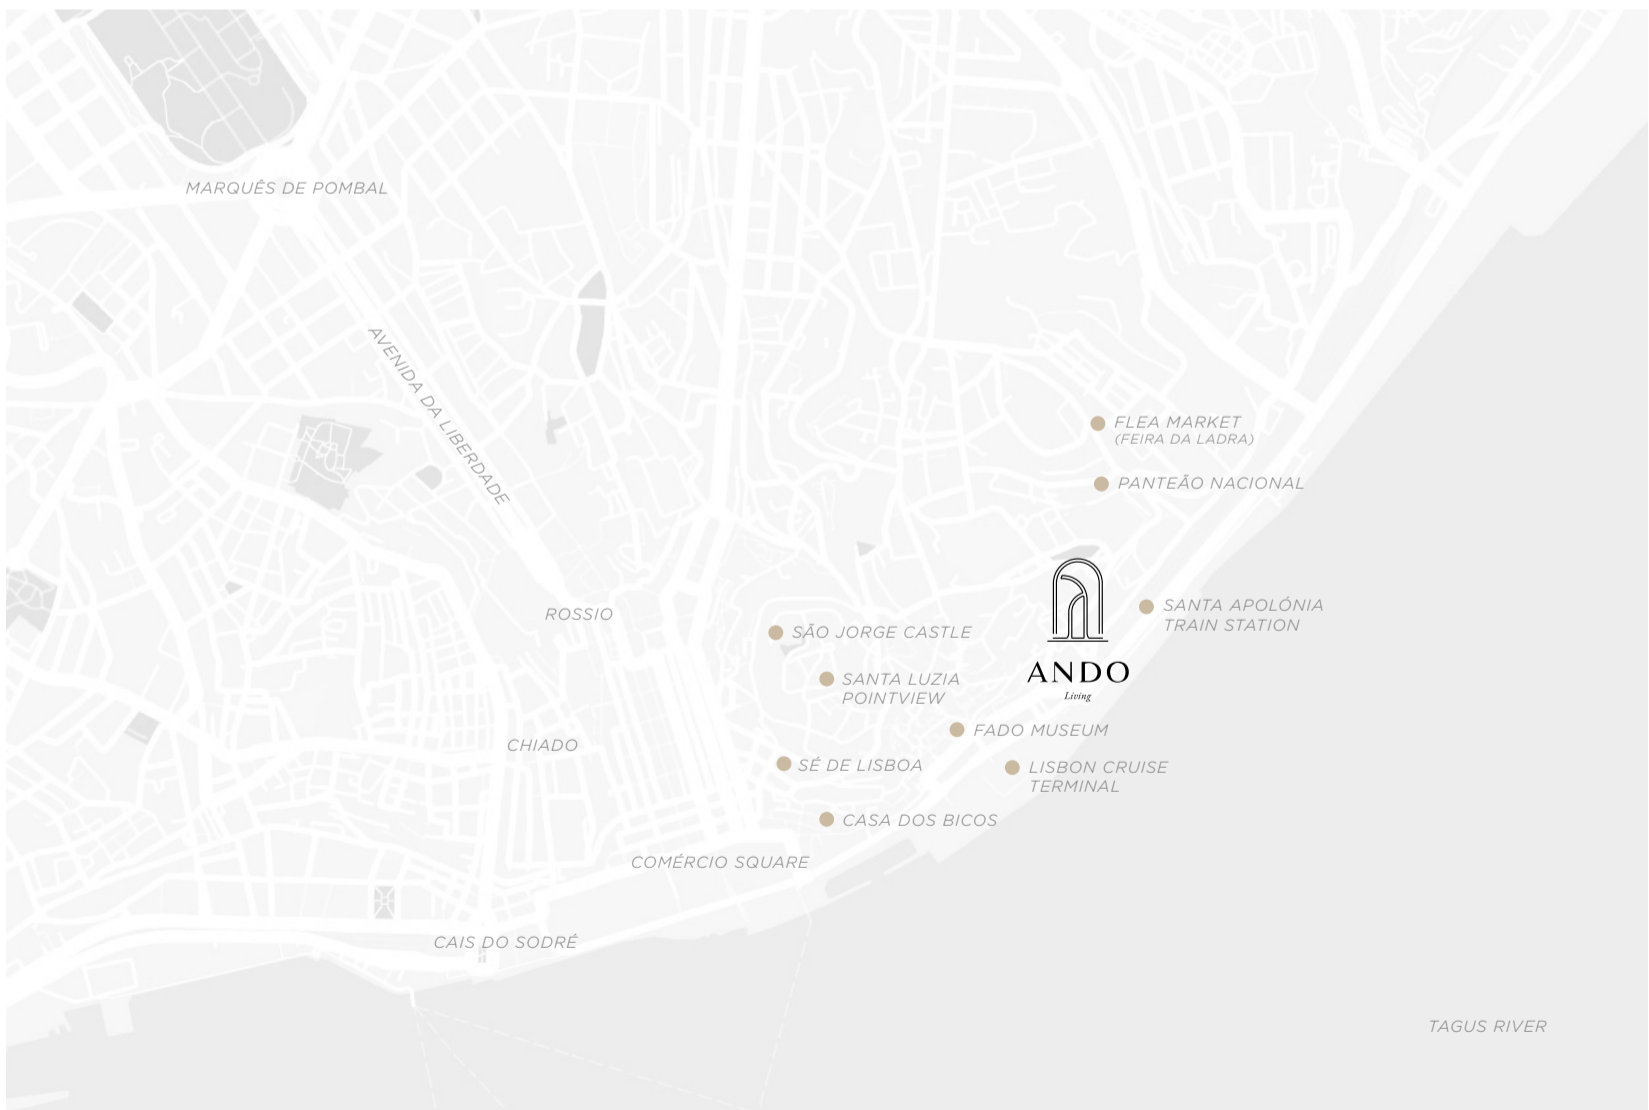 MARQUÊS DE POMBAL
AVENIDA DA LIBERDADE
FLEA MARKET
(FEIRA DA LADRA)
PANTEÃO NACIONAL
SANTA APOLÓNIA
TRAIN STATION
ROSSIO
SÃO JORGE CASTLE
ANDO
Living
SANTA LUZIA
POINTVIEW
FADO MUSEUM
CHIADO
SÉ DE LISBOA
LISBON CRUISE
TERMINAL
CASA DOS BICOS
COMÉRCIO SQUARE
CAIS DO SODRÉ
TAGUS RIVER